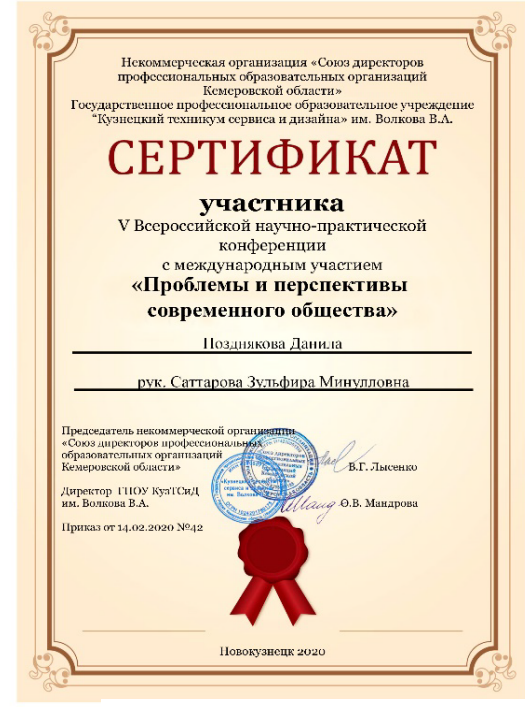 Некоммерческая организация «Союз директоров
профессиональных образовательных организаций
Кемеровской области»
Государственное профессиональное образовательное учреждение
"Кузнецкий техникум сервиса и дизайна» им. Волкова В.А.
СЕРТИФИКАТ
участника
V Всероссийской научно-практической
конференции
с международным участием
«Проблемы и перспективы
современного общества»
Позднякова Данила
рук. Саттарова Зульфира Минулловна
Председатель некоммерческой организации
«Союз директоров профессиональных
образовательных организаций
Кемеровской области»
В.Г. Лысенко
Директор ГПОУ КузТСиД
им. Волкова В.А.
О.В. Мандрова
Приказ от 14.02.2020 №42
Новокузнецк 2020